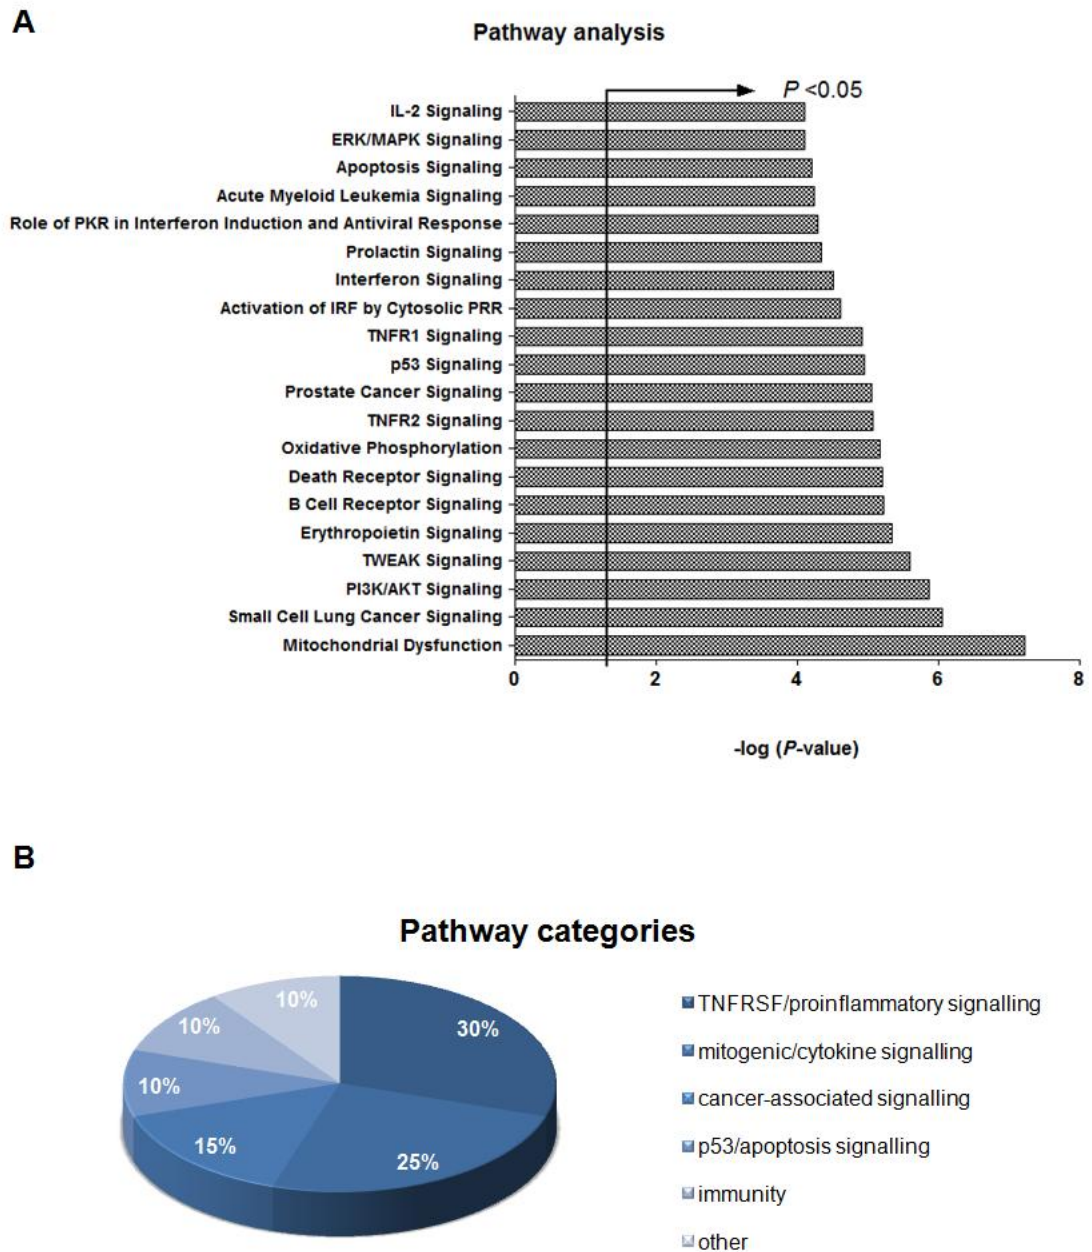 A
Pathway analysis
P <0.05
IL-2 Signaling
ERK/MAPK Signaling
Apoptosis Signaling
Acute Myeloid Leukemia Signaling
Role of PKR in Interferon Induction and Antiviral Response
Prolactin Signaling
Interferon Signaling
Activation of IRF by Cytosolic PRR
TNFR1 Signaling
p53 Signaling
Prostate Cancer Signaling
TNFR2 Signaling
Oxidative Phosphorylation
Death Receptor Signaling
B Cell Receptor Signaling
Erythropoietin Signaling
TWEAK Signaling
PI3K/AKT Signaling
Small Cell Lung Cancer Signaling
Mitochondrial Dysfunction
0 2 4 6 8
-log (P-value)
B
Pathway categories
30%
25%
15%
10%
10%
10%
TNFRSF/proinflammatory signalling
mitogenic/cytokine signalling
cancer-associated signalling
p53/apoptosis signalling
immunity
other